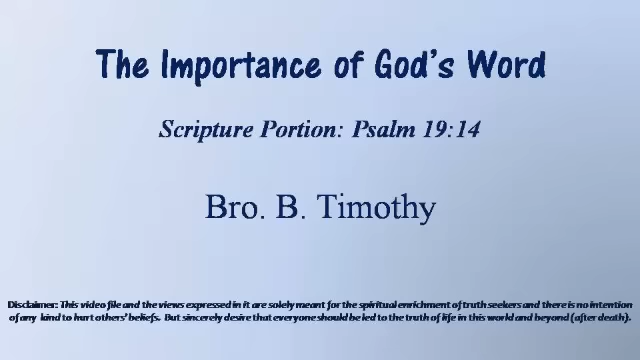 The Importance of God's Word
Scripture Portion: Psalm 19:14
Bro. B. Timothy
Disclaimer: This video file and the views expressed in it are solely meant for the spiritual enrichment of truth seekers and there is no intention
of any kind to hurt others' beliefs. But sincerely desire that everyone should be led to the truth of life in this world and beyond (after death).